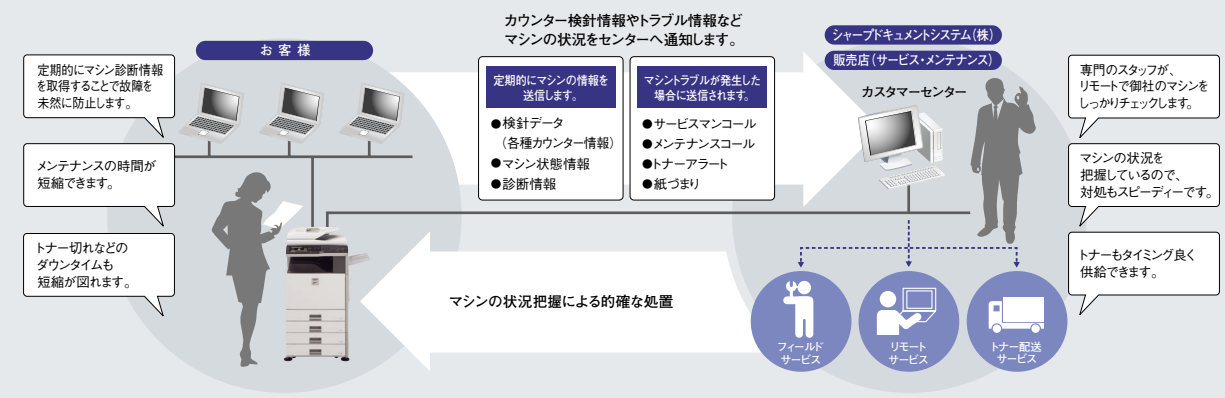 カウンター検針情報やトラブル情報など
マシンの状況をセンターへ通知します。
お客様
定期的にマシン診断情報
を取得することで故障を
未然に防止します。
メンテナンスの時間が
短縮できます。
トナー切れなどの
ダウンタイムも
短縮が図れます。
定期的にマシンの情報を
送信します。
●検針データ
（各種カウンター情報）
●マシン状態情報
●診断情報
マシントラブルが発生した
場合に送信されます。
●サービスマンコール
●メンテナンスコール
●トナーアラート
●紙づまり
シャープドキュメントシステム（株）
販売店（サービス・メンテナンス）
カスタマーセンター
専門のスタッフが、
リモートで御社のマシンを
しっかりチェックします。
マシンの状況を
把握しているので、
対処もスピーディーです。
トナーもタイミング良く
供給できます。
マシンの状況把握による的確な処置
フィールド
サービス
リモート
サービス
トナー配送
サービス